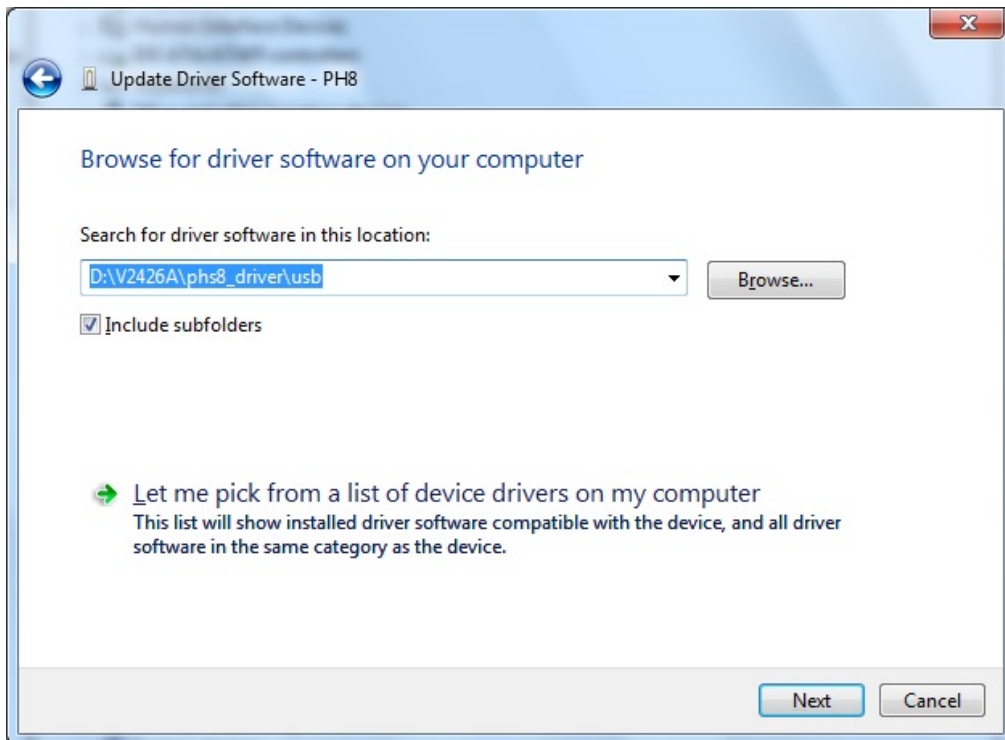 Update Driver Software - PH8
Browse for driver software on your computer
Search for driver software in this location:
D:\V2426A\phs8_driver\usb
Browse...
Include subfolders
Let me pick from a list of device drivers on my computer
This list will show installed driver software compatible with the device, and all driver
software in the same category as the device.
Next
Cancel